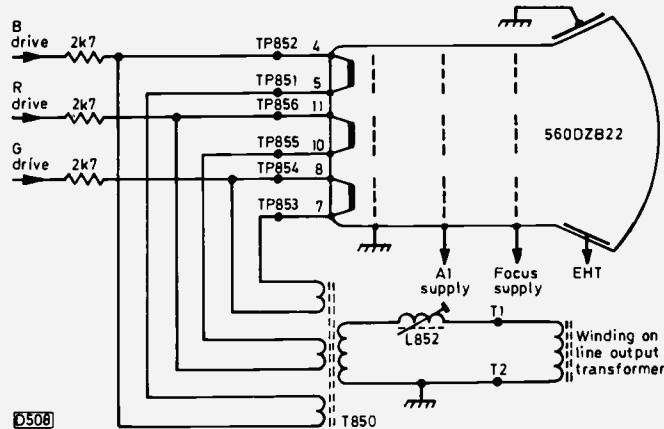 B
drive
2k7
TP852
4
TP851
5
R
drive
2k7
TP856
11
TP855
10
G
drive
2k7
TP854
8
TP853
7
560DZB22
A1
supply
Focus
supply
EHT
L852
T1
T2
Winding on
line output
transformer
T850
D508